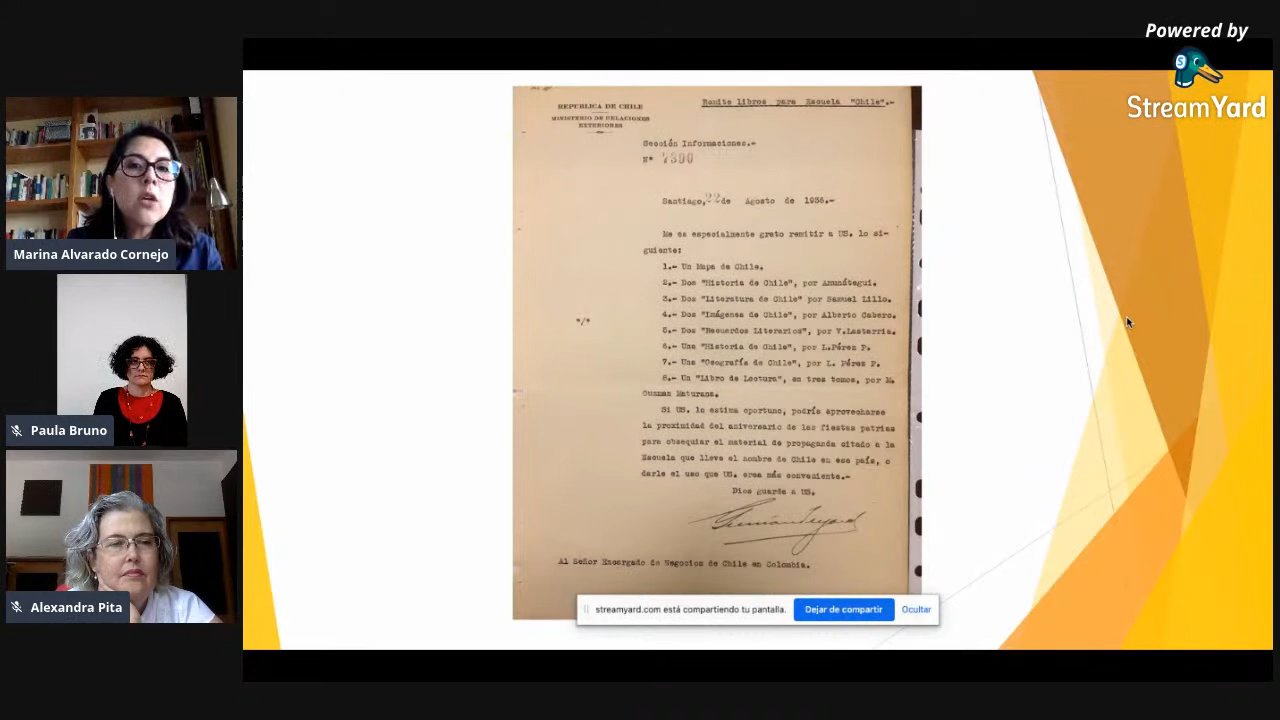 Powered by
StreamYard
Marina Alvarado Cornejo
Paula Bruno
Alexandra Pita
Remite libros para Escuela "Chile".-
REPUBLICA DE CHILE
MINISTERIO DE RELACIONES
EXTERIORES
Sección Informaciones.-
N° 7390
Santiago, 22 de Agosto de 1936.-
Me es especialmente grato remitir a US. lo si-
guiente:
1.- Un Mapa de Chile.
2.- Dos "Historia de Chile", por Amunátegui.
3.- Dos "Literatura de Chile" por Samuel Lillo.
4.- Dos "Imágenes de Chile", por Alberto Cabero.
5.- Dos "Recuerdos Literarios", por V.Lastarria.
*/*
6.- Una "Historia de Chile", por L.Pérez P.
7.- Una "Geografía de Chile", por L. Pérez P.
8.- Un "Libro de Lectura", en tres tomos, por M.
Guzman Maturana.
Si US. lo estima oportuno, podría aprovecharse
la proximidad del aniversario de las fiestas patrias
para obsequiar el material de propaganda citado a la
Escuela que lleva el nombre de Chile en ese país, o
darle el uso que US. crea más conveniente.-
Dios guarde a US.
Al Señor Encargado de Negocios de Chile en Colombia.
streamyard.com está compartiendo tu pantalla.
Dejar de compartir
Ocultar